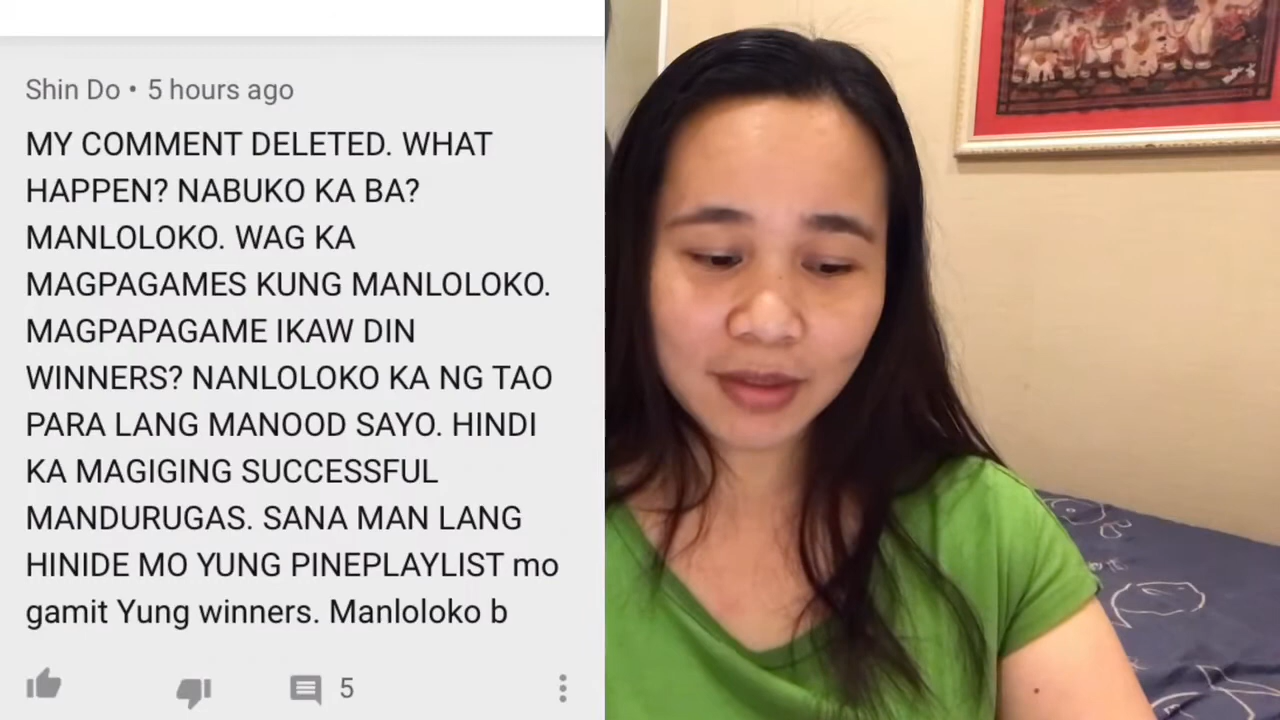 Shin Do • 5 hours ago
MY COMMENT DELETED. WHAT
HAPPEN? NABUKO KA BA?
MANLOLOKO. WAG KA
MAGPAGAMES KUNG MANLOLOKO.
MAGPAPAGAME IKAW DIN
WINNERS? NANLOLOKO KA NG TAO
PARA LANG MANOOD SAYO. HINDI
KA MAGIGING SUCCESSFUL
MANDURUGAS. SANA MAN LANG
HINIDE MO YUNG PINEPLAYLIST mo
gamit Yung winners. Manloloko b
5